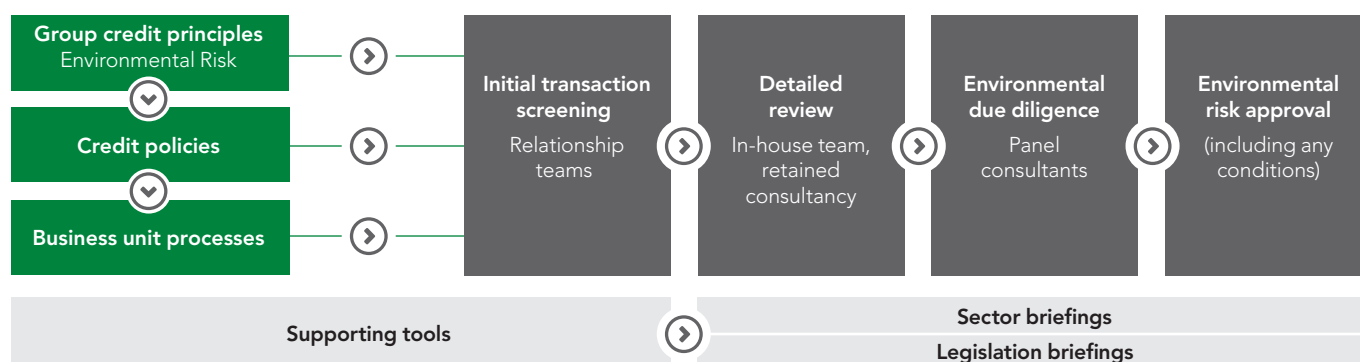 Group credit principles
Environmental Risk
Credit policies
Business unit processes
Initial transaction
screening
Relationship
teams
Detailed
review
In-house team,
retained
consultancy
Environmental
due diligence
Panel
consultants
Environmental
risk approval
(including any
conditions)
Supporting tools
Sector briefings
Legislation briefings